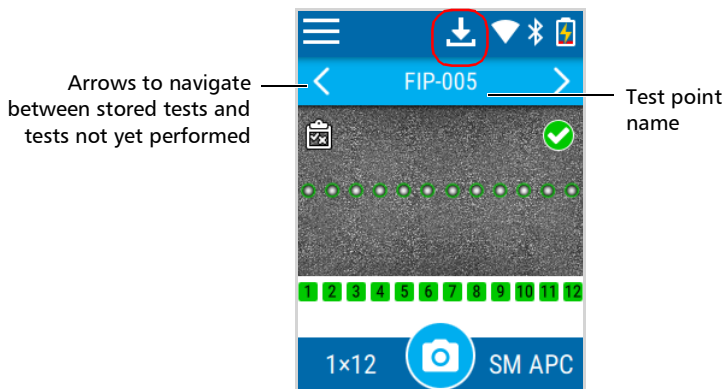 Arrows to navigate
between stored tests and
tests not yet performed
FIP-005
Test point
name
1 2 3 4 5 6 7 8 9 10 11 12
1×12
SM APC